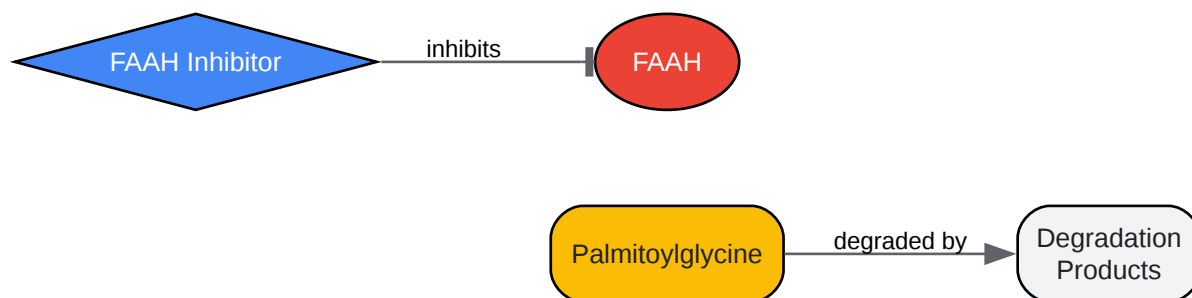 FAAH Inhibitor
inhibits
FAAH
Palmitoylglycine
degraded by
Degradation
Products